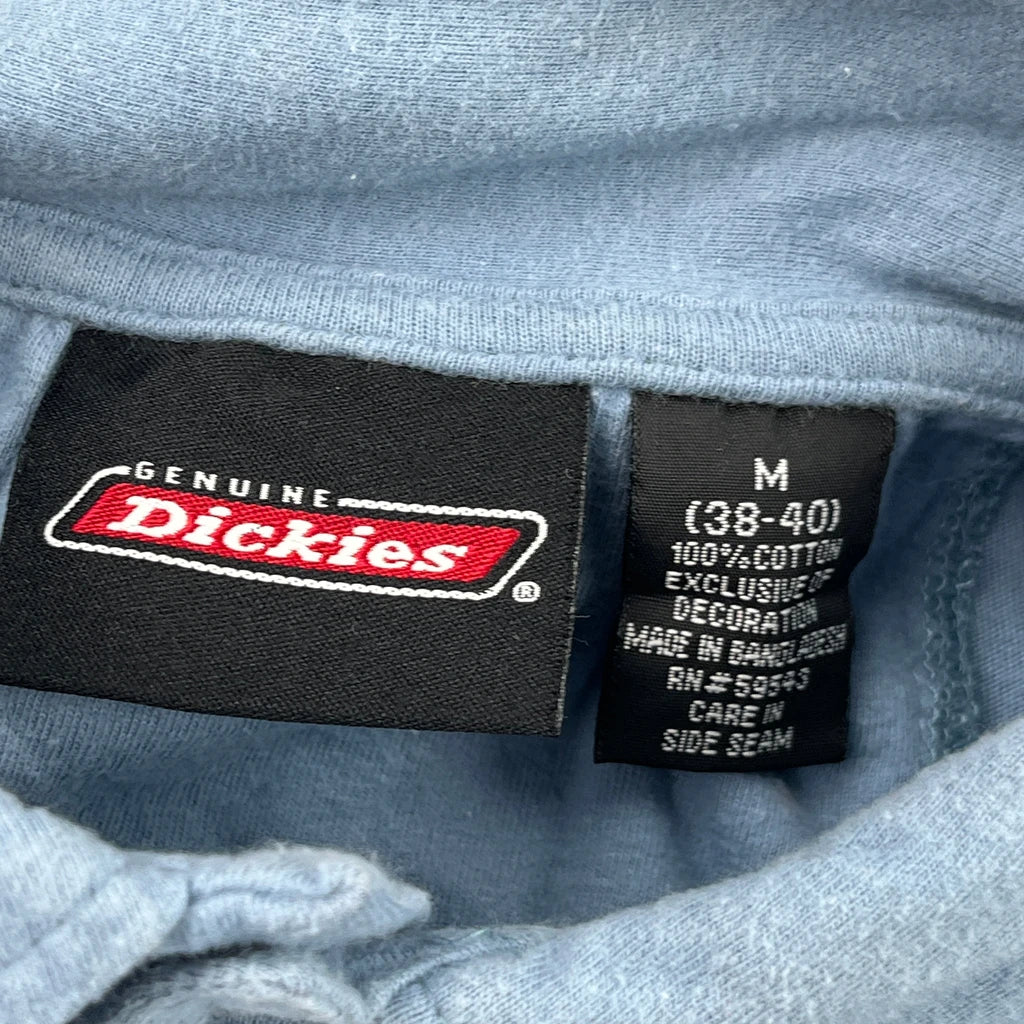 GENUINE
Dickies
®
M
(38-40)
100% COTTON
EXCLUSIVE OF
DECORATION
MADE IN BANGLADESH
RN#59543
CARE IN
SIDE SEAM